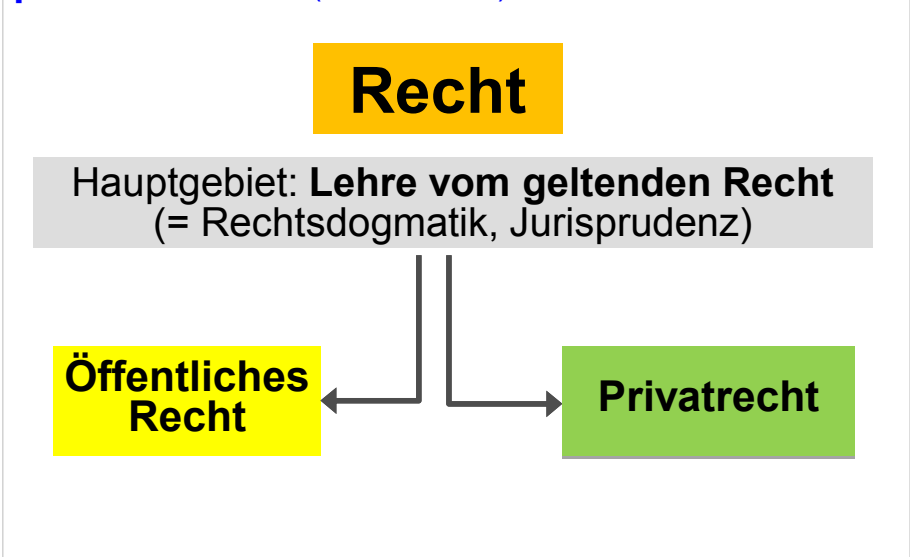 Recht
Hauptgebiet: Lehre vom geltenden Recht
(= Rechtsdogmatik, Jurisprudenz)
Öffentliches
Recht
Privatrecht